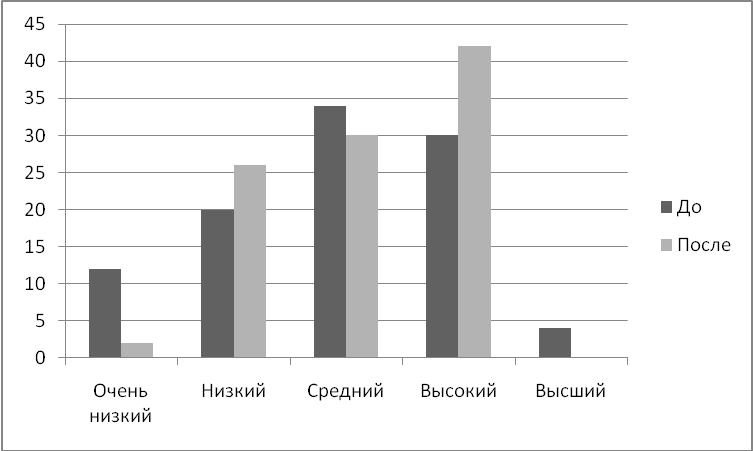 45
40
35
30
25
20
15
10
5
0
Очень
низкий
Низкий
Средний
Высокий
Высший
До
После